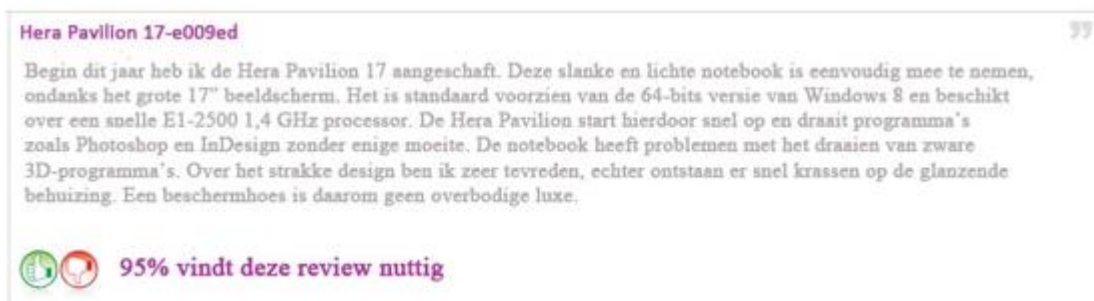 Hera Pavilion 17-e009ed
Begin dit jaar heb ik de Hera Pavilion 17 aangeschaft. Deze slanke en lichte notebook is eenvoudig mee te nemen,
ondanks het grote 17" beeldscherm. Het is standaard voorzien van de 64-bits versie van Windows 8 en beschikt
over een snelle E1-2500 1,4 GHz processor. De Hera Pavilion start hierdoor snel op en draait programma's
zoals Photoshop en InDesign zonder enige moeite. De notebook heeft problemen met het draaien van zware
3D-programma's. Over het strakke design ben ik zeer tevreden, echter ontstaan er snel krassen op de glanzende
behuizing. Een beschermhoes is daarom geen overbodige luxe.
95% vindt deze review nuttig